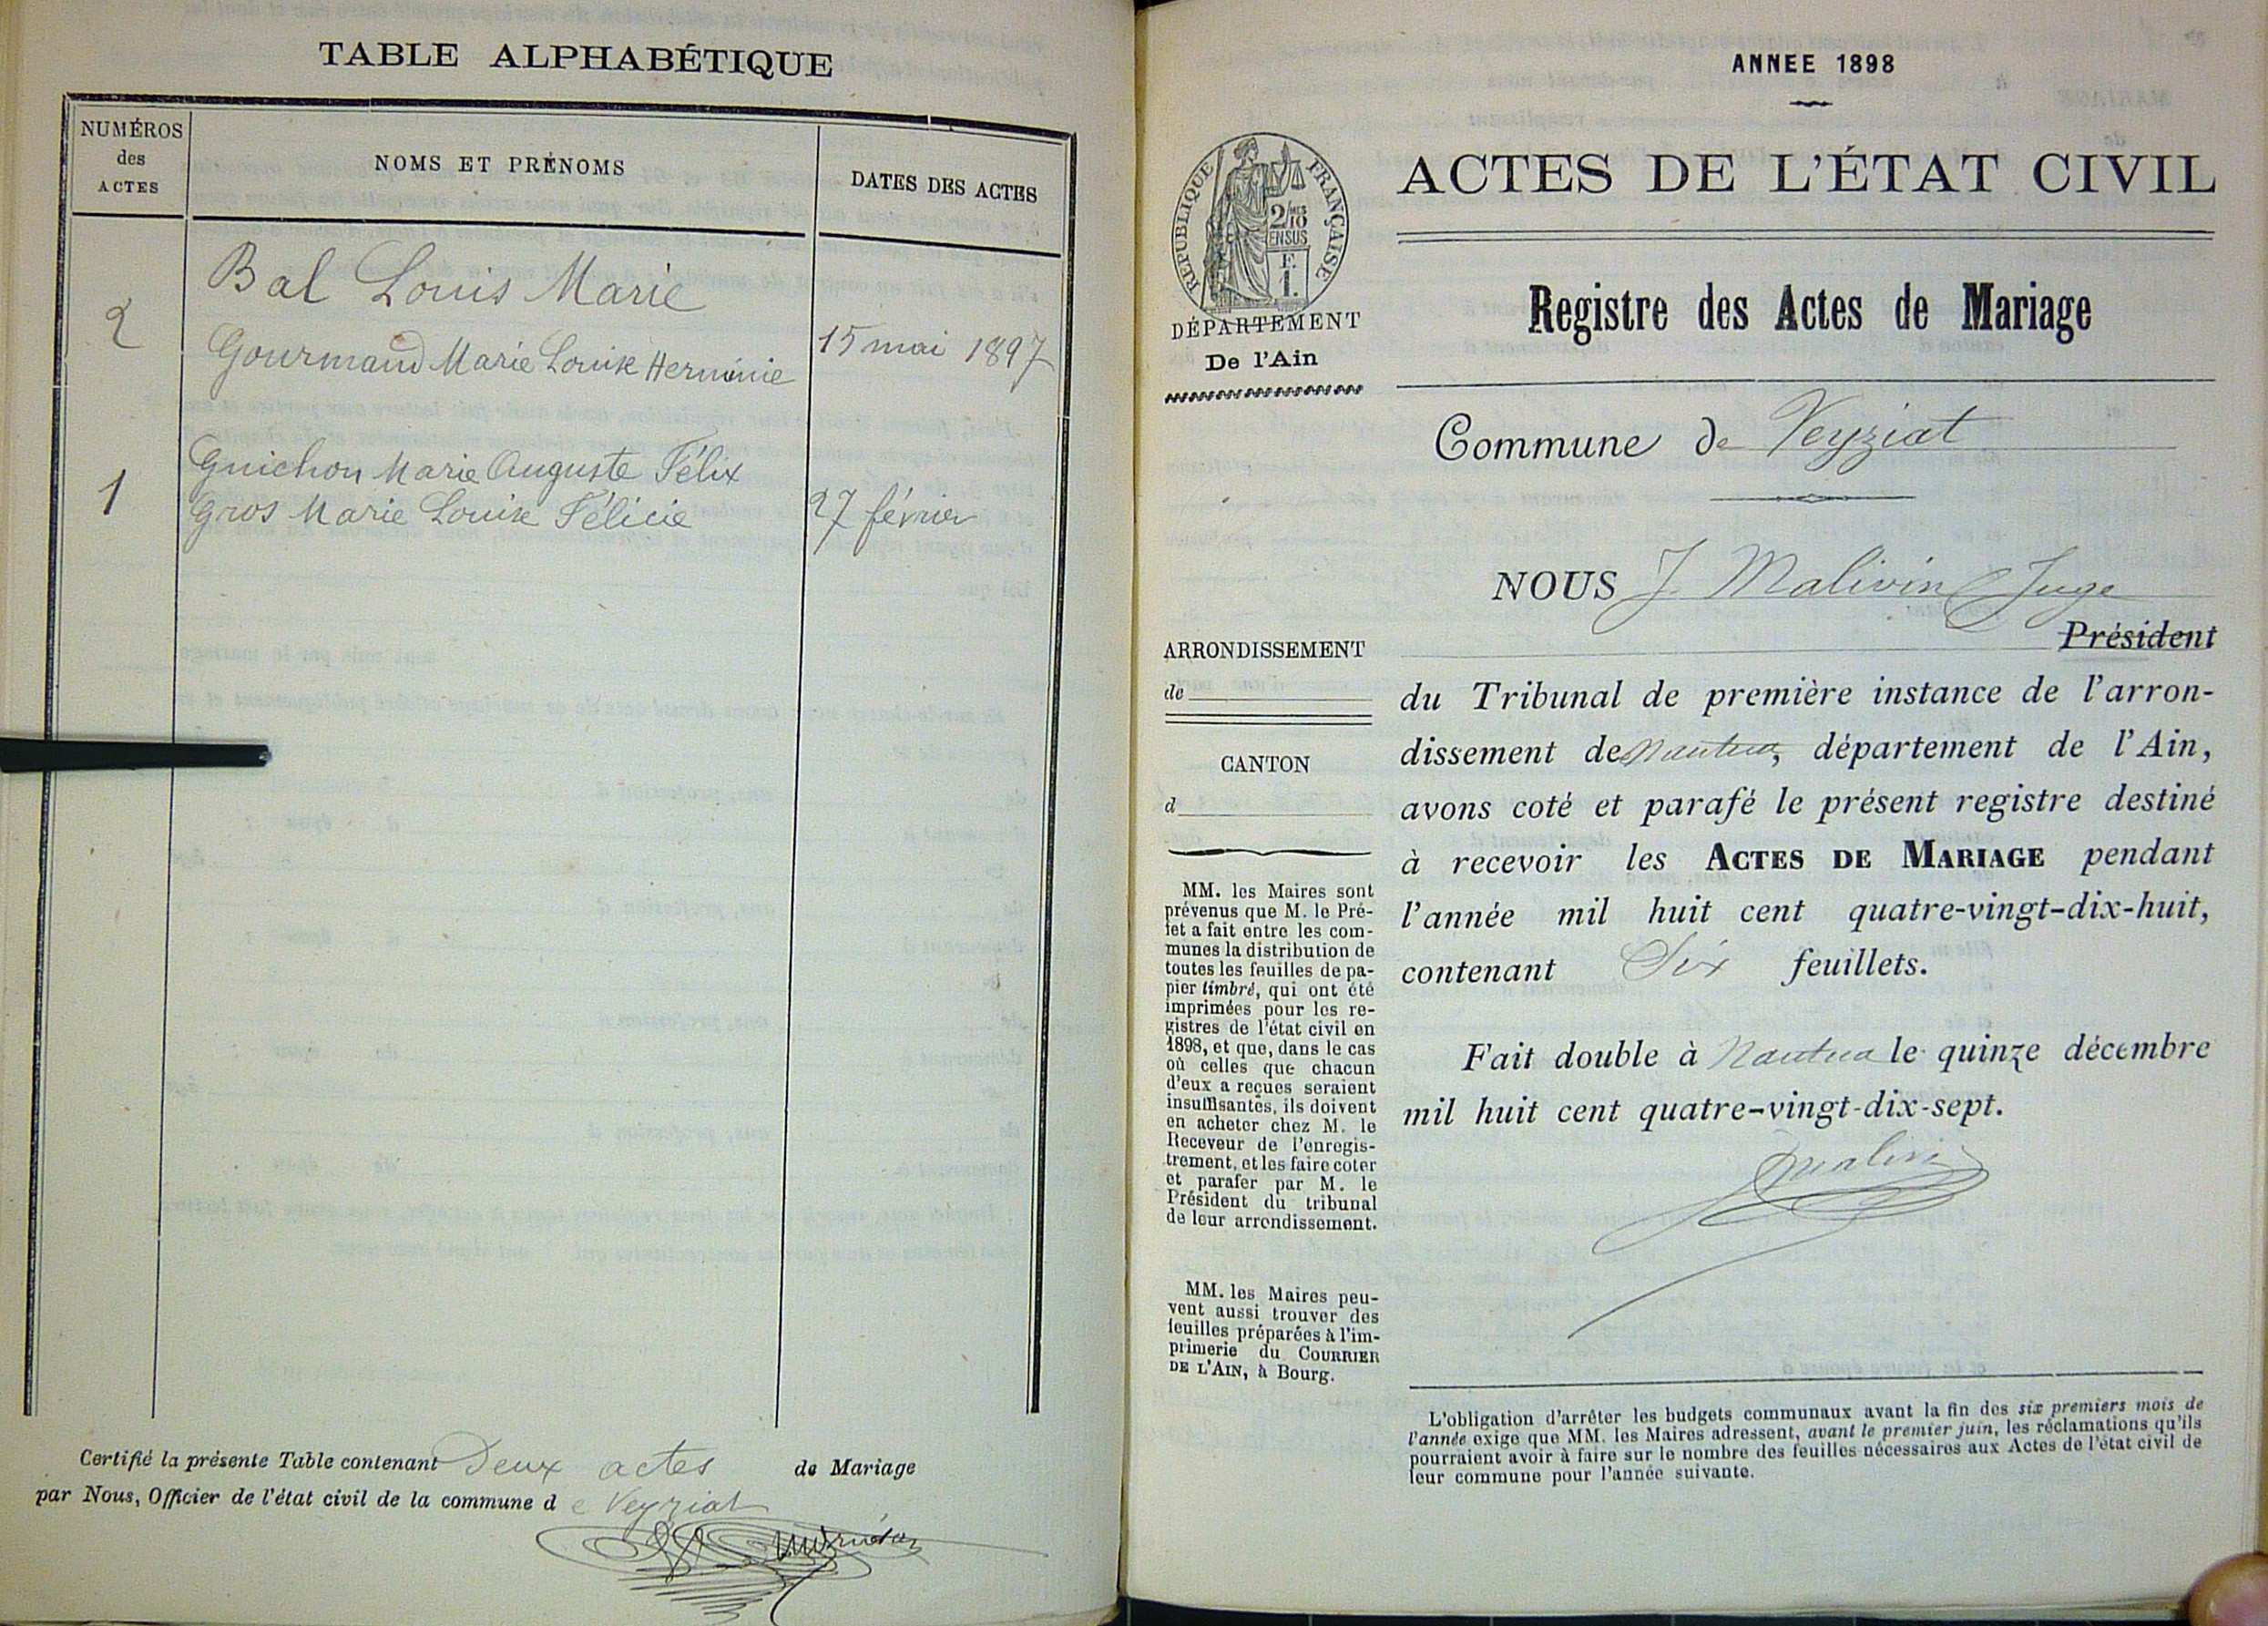 TABLE ALPHABÉTIQUE
NUMÉROS
des
ACTES
NOMS ET PRÉNOMS
DATES DES ACTES
Bal Louis Marie
2
Gourmand Marie Louise Herminie
15 mai 1897
Guichon Marie Auguste Félix
1
Gros Marie Louise Félicie
27 février
Certifié la présente Table contenant Deux actes de Mariage
par Nous, Officier de l'état civil de la commune de Veyziat
ANNEE 1898
RÉPUBLIQUE FRANÇAISE
2/10
EN SUS
F.
1.
DÉPARTEMENT
De l'Ain
ACTES DE L'ÉTAT CIVIL
Registre des Actes de Mariage
Commune de Veyziat
NOUS J. Malivin Juge
Président
ARRONDISSEMENT
de
CANTON
d
du Tribunal de première instance de l'arron-
dissement de Nantua, département de l'Ain,
avons coté et parafé le présent registre destiné
à recevoir les ACTES DE MARIAGE pendant
l'année mil huit cent quatre-vingt-dix-huit,
contenant Six feuillets.
Fait double à Nantua le quinze décembre
mil huit cent quatre-vingt-dix-sept.
MM. les Maires sont
prévenus que M. le Pré-
fet a fait entre les com-
munes la distribution de
toutes les feuilles de pa-
pier timbré, qui ont été
imprimées pour les re-
gistres de l'état civil en
1898, et que, dans le cas
où celles que chacun
d'eux a reçues seraient
insuffisantes, ils doivent
en acheter chez M. le
Receveur de l'enregis-
trement, et les faire coter
et parafer par M. le
Président du tribunal
de leur arrondissement.
MM. les Maires peu-
vent aussi trouver des
feuilles préparées à l'im-
primerie du COURRIER
DE L'AIN, à Bourg.
L'obligation d'arrêter les budgets communaux avant la fin des six premiers mois de
l'année exige que MM. les Maires adressent, avant le premier juin, les réclamations qu'ils
pourraient avoir à faire sur le nombre des feuilles nécessaires aux Actes de l'état civil de
leur commune pour l'année suivante.